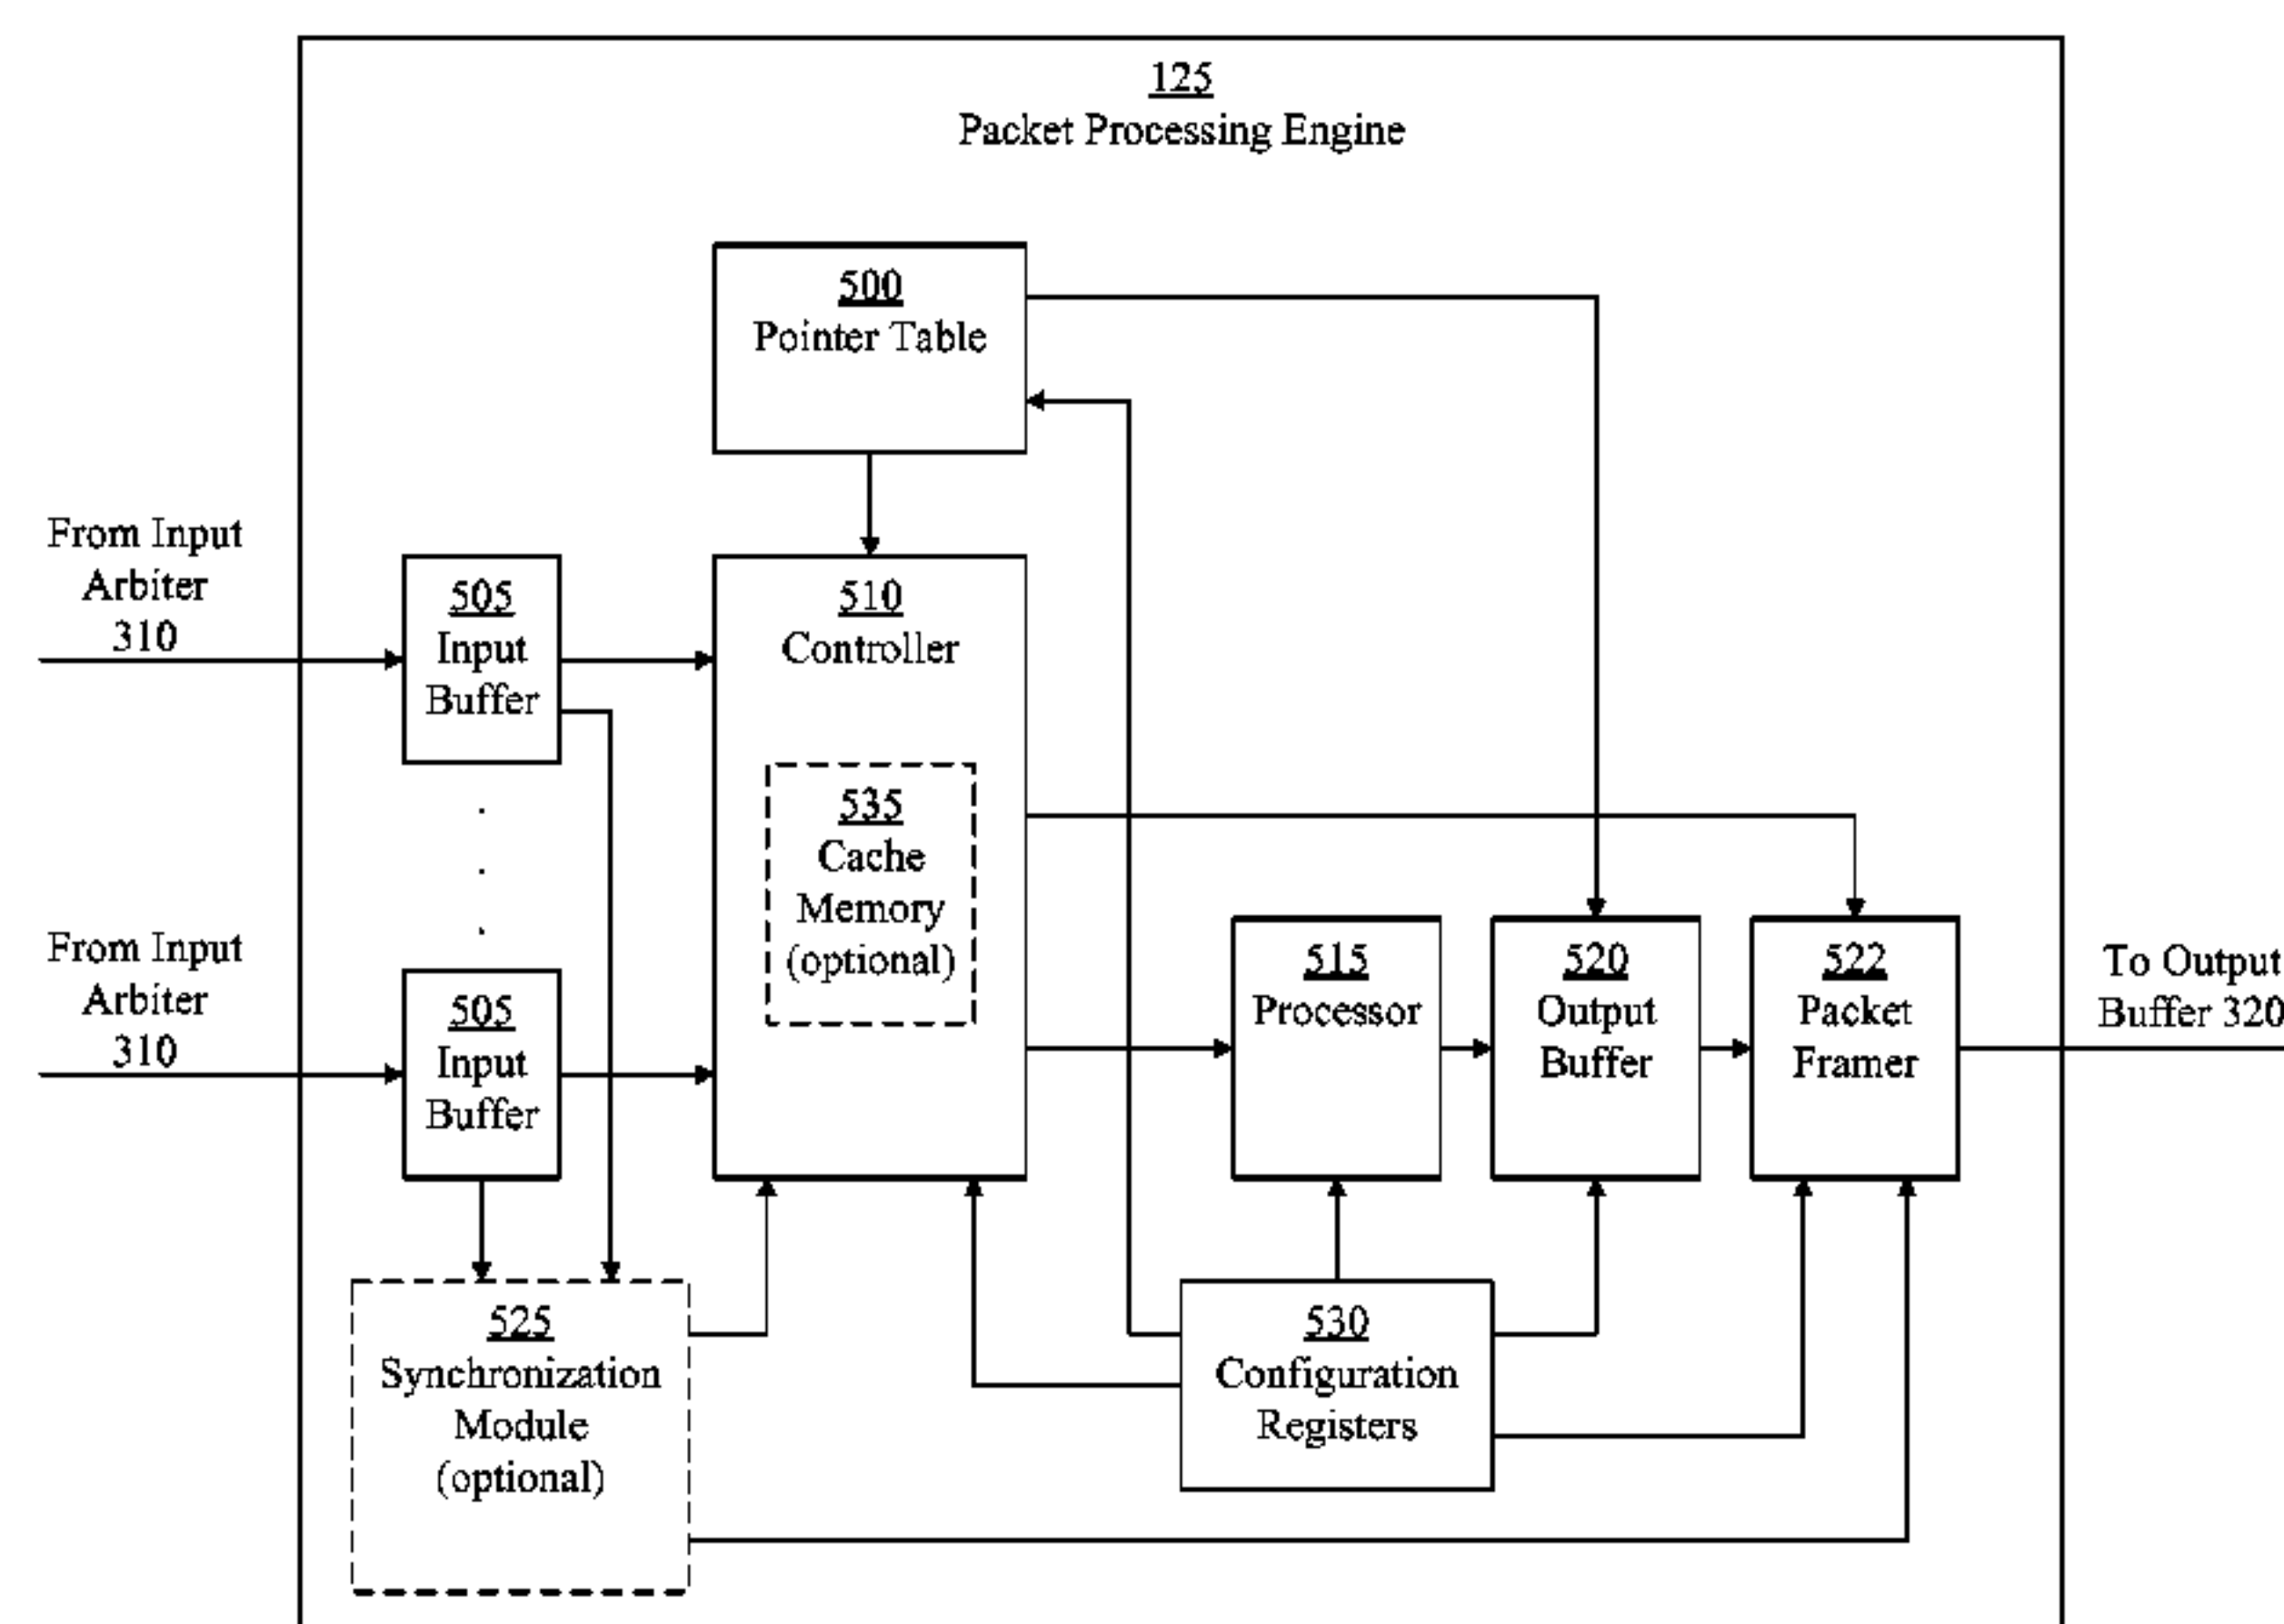 125
Packet Processing Engine
500
Pointer Table
From Input
Arbiter
310
505
Input
Buffer
510
Controller
535
Cache
Memory
(optional)
From Input
Arbiter
310
505
Input
Buffer
515
Processor
520
Output
Buffer
522
Packet
Framer
To Output
Buffer 320
525
Synchronization
Module
(optional)
530
Configuration
Registers